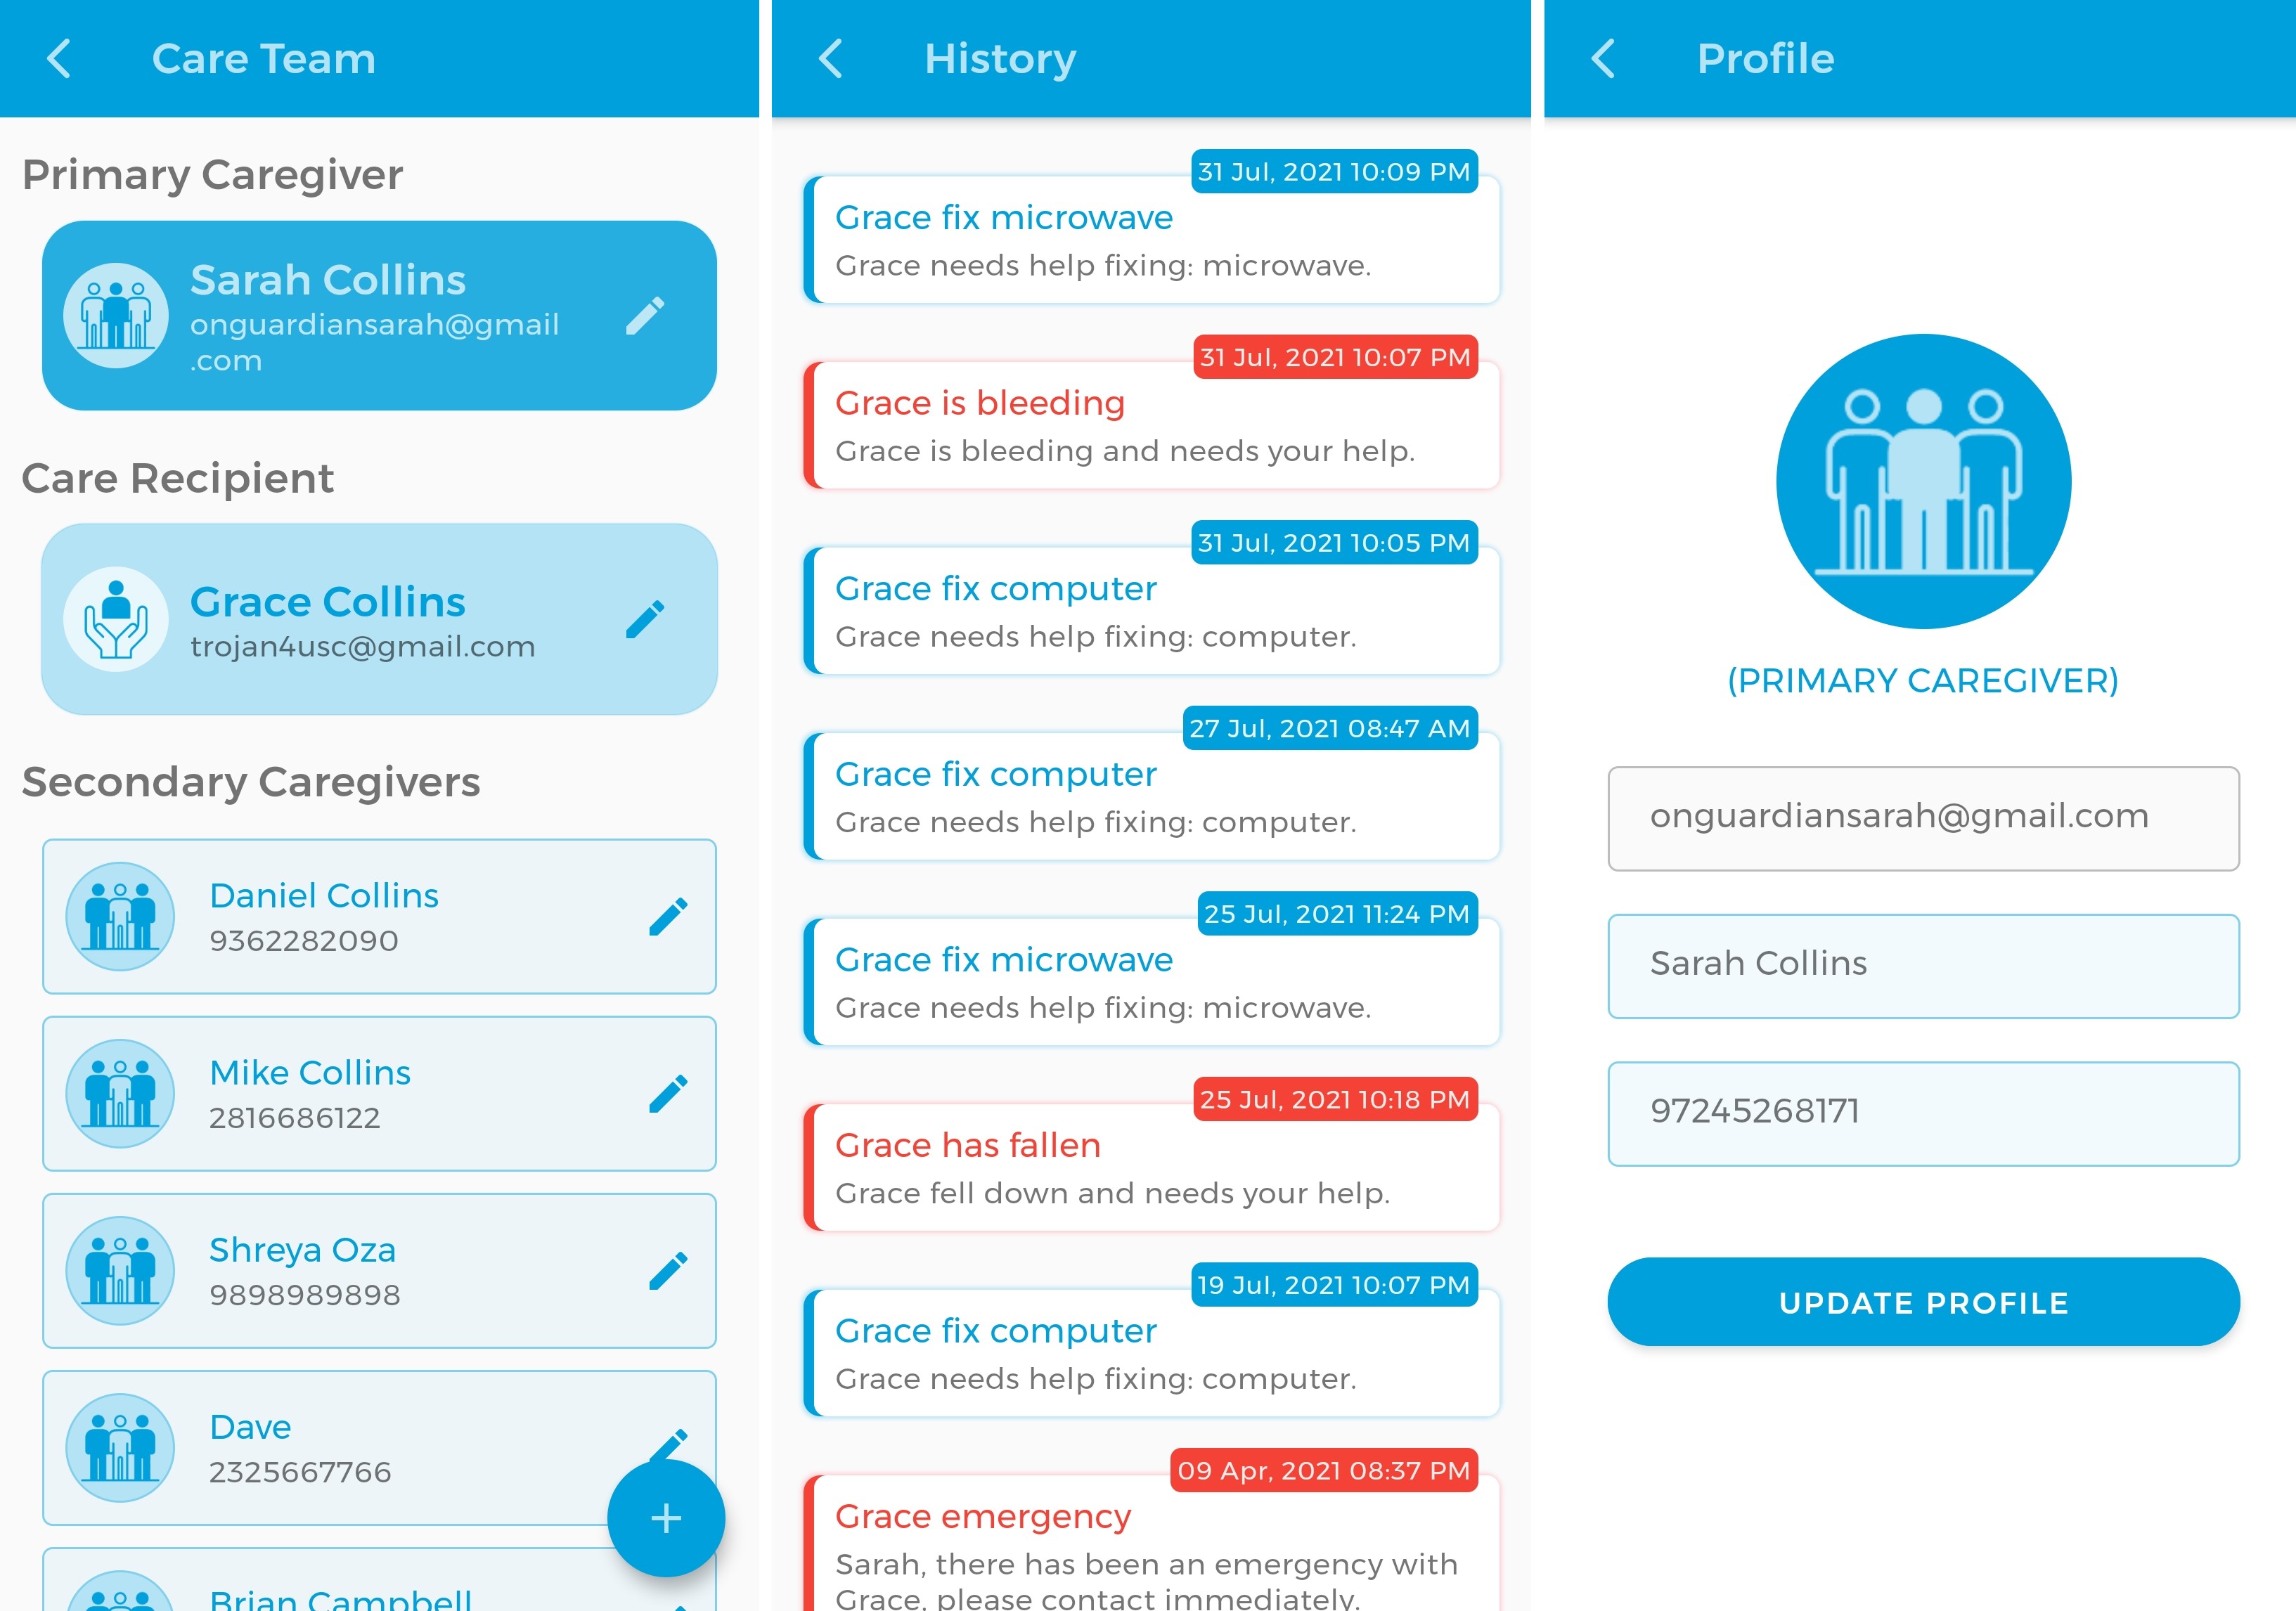 Care Team
Primary Caregiver
Sarah Collins
onguardiansarah@gmail
.com
Care Recipient
Grace Collins
trojan4usc@gmail.com
Secondary Caregivers
Daniel Collins
9362282090
Mike Collins
2816686122
Shreya Oza
9898989898
Dave
2325667766
Brian Campbell
History
31 Jul, 2021 10:09 PM
Grace fix microwave
Grace needs help fixing: microwave.
31 Jul, 2021 10:07 PM
Grace is bleeding
Grace is bleeding and needs your help.
31 Jul, 2021 10:05 PM
Grace fix computer
Grace needs help fixing: computer.
27 Jul, 2021 08:47 AM
Grace fix computer
Grace needs help fixing: computer.
25 Jul, 2021 11:24 PM
Grace fix microwave
Grace needs help fixing: microwave.
25 Jul, 2021 10:18 PM
Grace has fallen
Grace fell down and needs your help.
19 Jul, 2021 10:07 PM
Grace fix computer
Grace needs help fixing: computer.
09 Apr, 2021 08:37 PM
Grace emergency
Sarah, there has been an emergency with
Grace, please contact immediately.
Profile
(PRIMARY CAREGIVER)
onguardiansarah@gmail.com
Sarah Collins
97245268171
UPDATE PROFILE